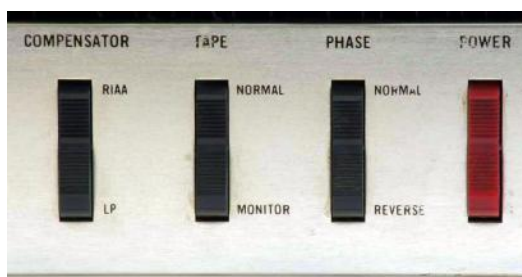 COMPENSATOR TAPE PHASE POWER
RIAA NORMAL NORMAL
LP MONITOR REVERSE